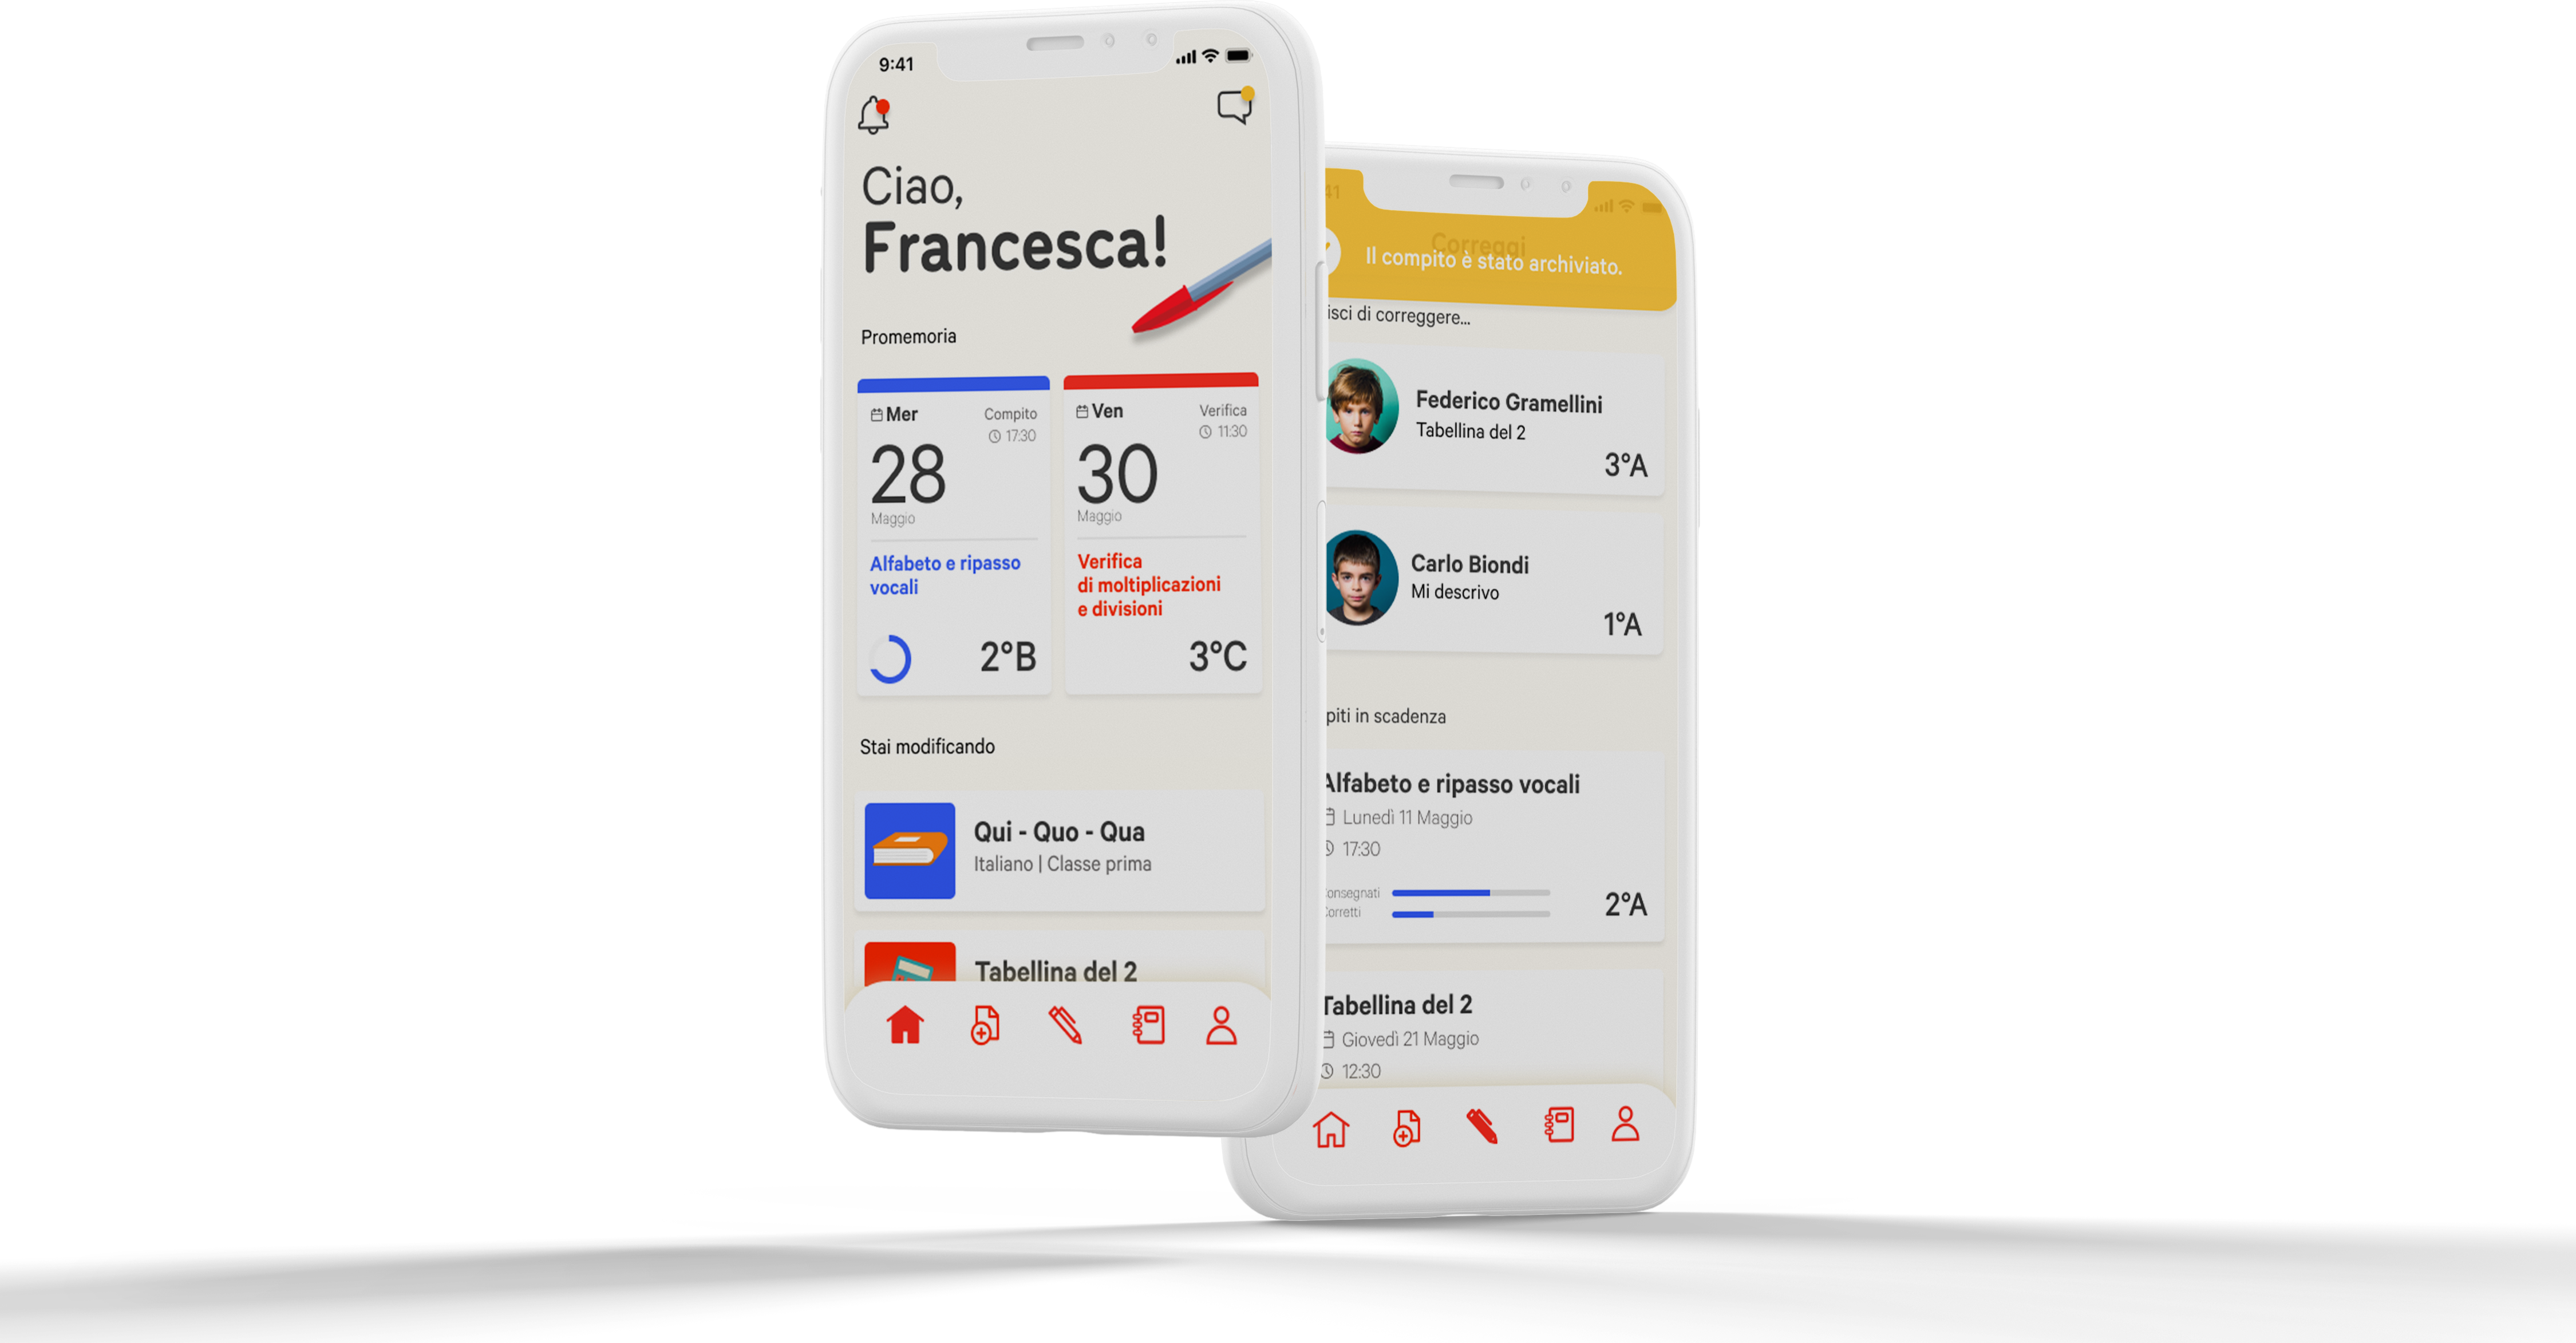 9:41
Ciao,
Francesca!
Promemoria
Mer
Compito
17:30
28
Maggio
Alfabeto e ripasso
vocali
2°B
Ven
Verifica
11:30
30
Maggio
Verifica
di moltiplicazioni
e divisioni
3°C
Stai modificando
Qui - Quo - Qua
Italiano | Classe prima
Tabellina del 2
41
Correggi
Il compito è stato archiviato.
isci di correggere...
Federico Gramellini
Tabellina del 2
3°A
Carlo Biondi
Mi descrivo
1°A
piti in scadenza
Alfabeto e ripasso vocali
Lunedì 11 Maggio
17:30
onsegnati
Corretti
2°A
Tabellina del 2
Giovedì 21 Maggio
12:30